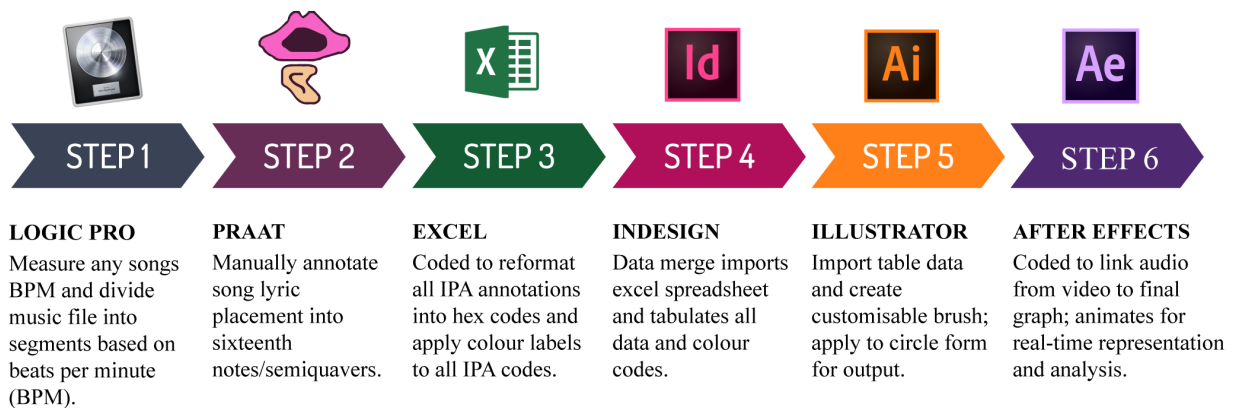 X
Id
Ai
Ae
STEP 1
STEP 2
STEP 3
STEP 4
STEP 5
STEP 6
LOGIC PRO
Measure any songs
BPM and divide
music file into
segments based on
beats per minute
(BPM).
PRAAT
Manually annotate
song lyric
placement into
sixteenth
notes/semiquavers.
EXCEL
Coded to reformat
all IPA annotations
into hex codes and
apply colour labels
to all IPA codes.
INDESIGN
Data merge imports
excel spreadsheet
and tabulates all
data and colour
codes.
ILLUSTRATOR
Import table data
and create
customisable brush;
apply to circle form
for output.
AFTER EFFECTS
Coded to link audio
from video to final
graph; animates for
real-time representation
and analysis.